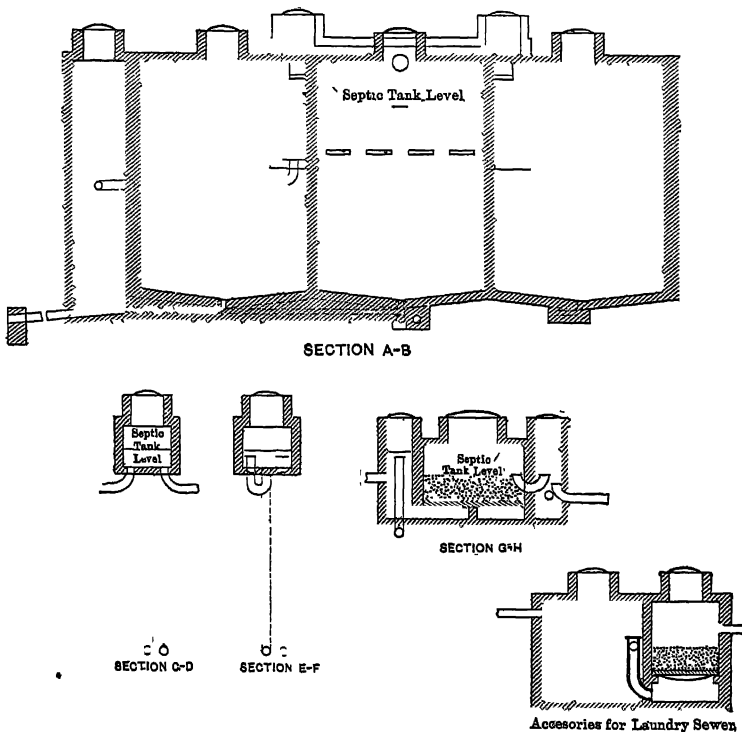 Septic Tank Level
SECTION A-B
Septic
Tank
Level
Septic
Tank Level
SECTION G-H
SECTION C-D
SECTION E-F
Accesories for Laundry Sewer